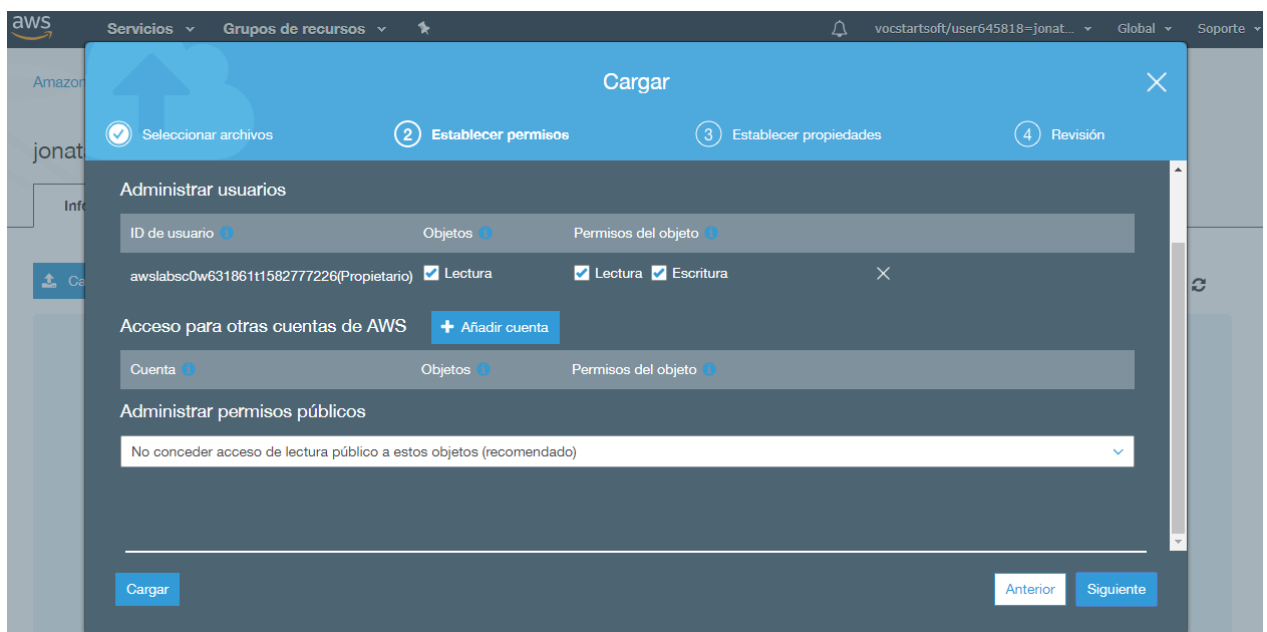 aws Servicios Grupos de recursos vocstartsoft/user645818=jonat... Global Soporte
Cargar
Seleccionar archivos 2 Establecer permisos 3 Establecer propiedades 4 Revisión
Amazon
jonat
Info
Ca
Administrar usuarios
ID de usuario Objetos Permisos del objeto
awslabsc0w631861t1582777226(Propietario) Lectura Lectura Escritura
Acceso para otras cuentas de AWS + Añadir cuenta
Cuenta Objetos Permisos del objeto
Administrar permisos públicos
No conceder acceso de lectura público a estos objetos (recomendado)
Cargar Anterior Siguiente